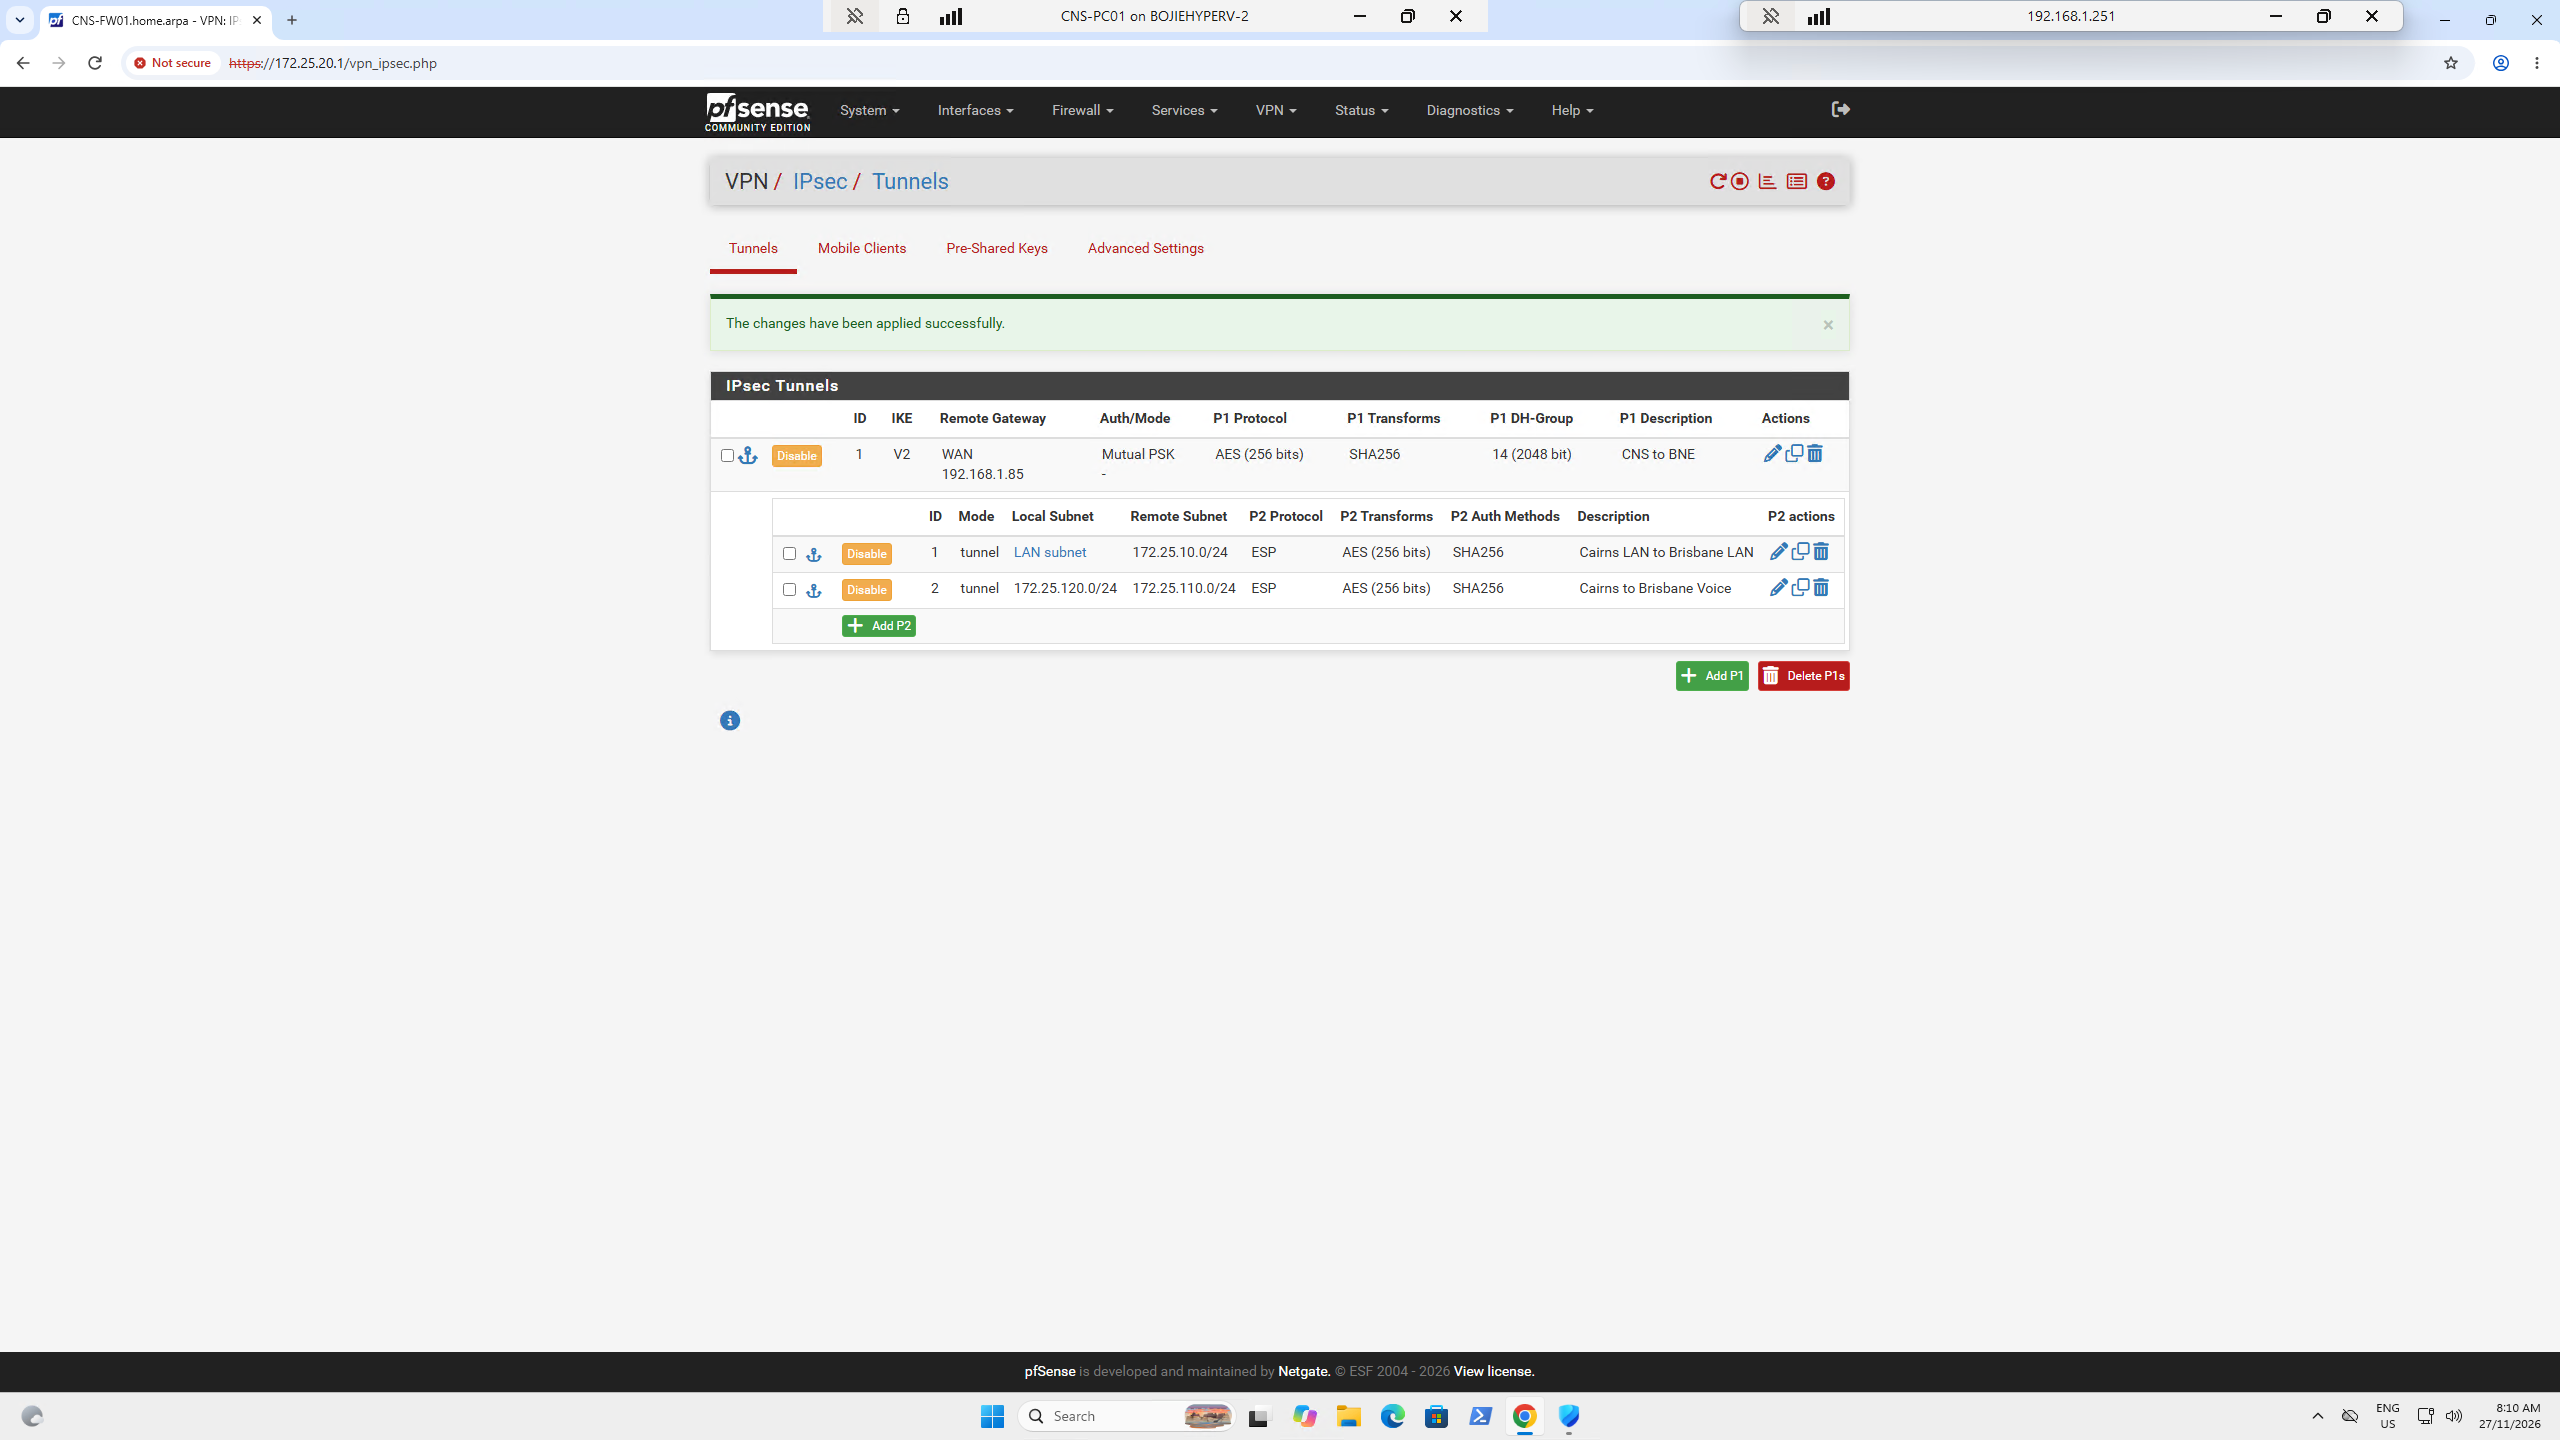 CNS-FW01.home.arpa - VPN: IP
CNS-PC01 on BOJIEHYPERV-2
192.168.1.251
Not secure
https://172.25.20.1/vpn_ipsec.php
pfsense
COMMUNITY EDITION
System
Interfaces
Firewall
Services
VPN
Status
Diagnostics
Help
VPN / IPsec / Tunnels
Tunnels
Mobile Clients
Pre-Shared Keys
Advanced Settings
The changes have been applied successfully.
×
IPsec Tunnels
ID IKE Remote Gateway Auth/Mode P1 Protocol P1 Transforms P1 DH-Group P1 Description Actions
Disable 1 V2 WAN Mutual PSK AES (256 bits) SHA256 14 (2048 bit) CNS to BNE
192.168.1.85 -
ID Mode Local Subnet Remote Subnet P2 Protocol P2 Transforms P2 Auth Methods Description P2 actions
Disable 1 tunnel LAN subnet 172.25.10.0/24 ESP AES (256 bits) SHA256 Cairns LAN to Brisbane LAN
Disable 2 tunnel 172.25.120.0/24 172.25.110.0/24 ESP AES (256 bits) SHA256 Cairns to Brisbane Voice
Add P2
Add P1
Delete P1s
pfSense is developed and maintained by Netgate. © ESF 2004 - 2026 View license.
Search
ENG
US
8:10 AM
27/11/2026